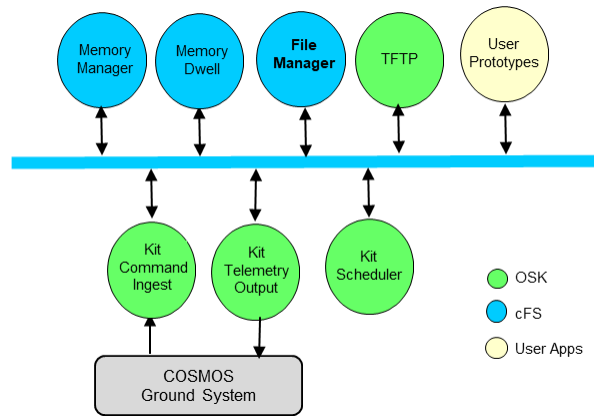 Memory
Manager
Memory
Dwell
File
Manager
TFTP
User
Prototypes
Kit
Command
Ingest
Kit
Telemetry
Output
Kit
Scheduler
OSK
cFS
User Apps
COSMOS
Ground System